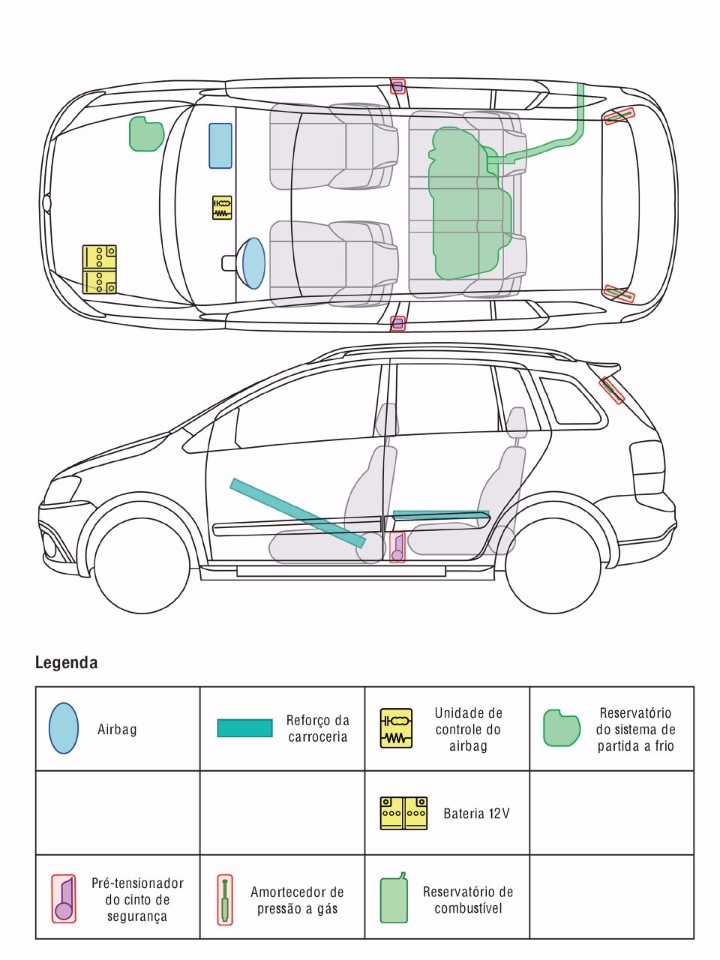 Legenda
Airbag
Reforço da
carroceria
Unidade de
controle do
airbag
Reservatório
do sistema de
partida a frio
Bateria 12V
Pré-tensionador
do cinto de
segurança
Amortecedor de
pressão a gás
Reservatório de
combustível